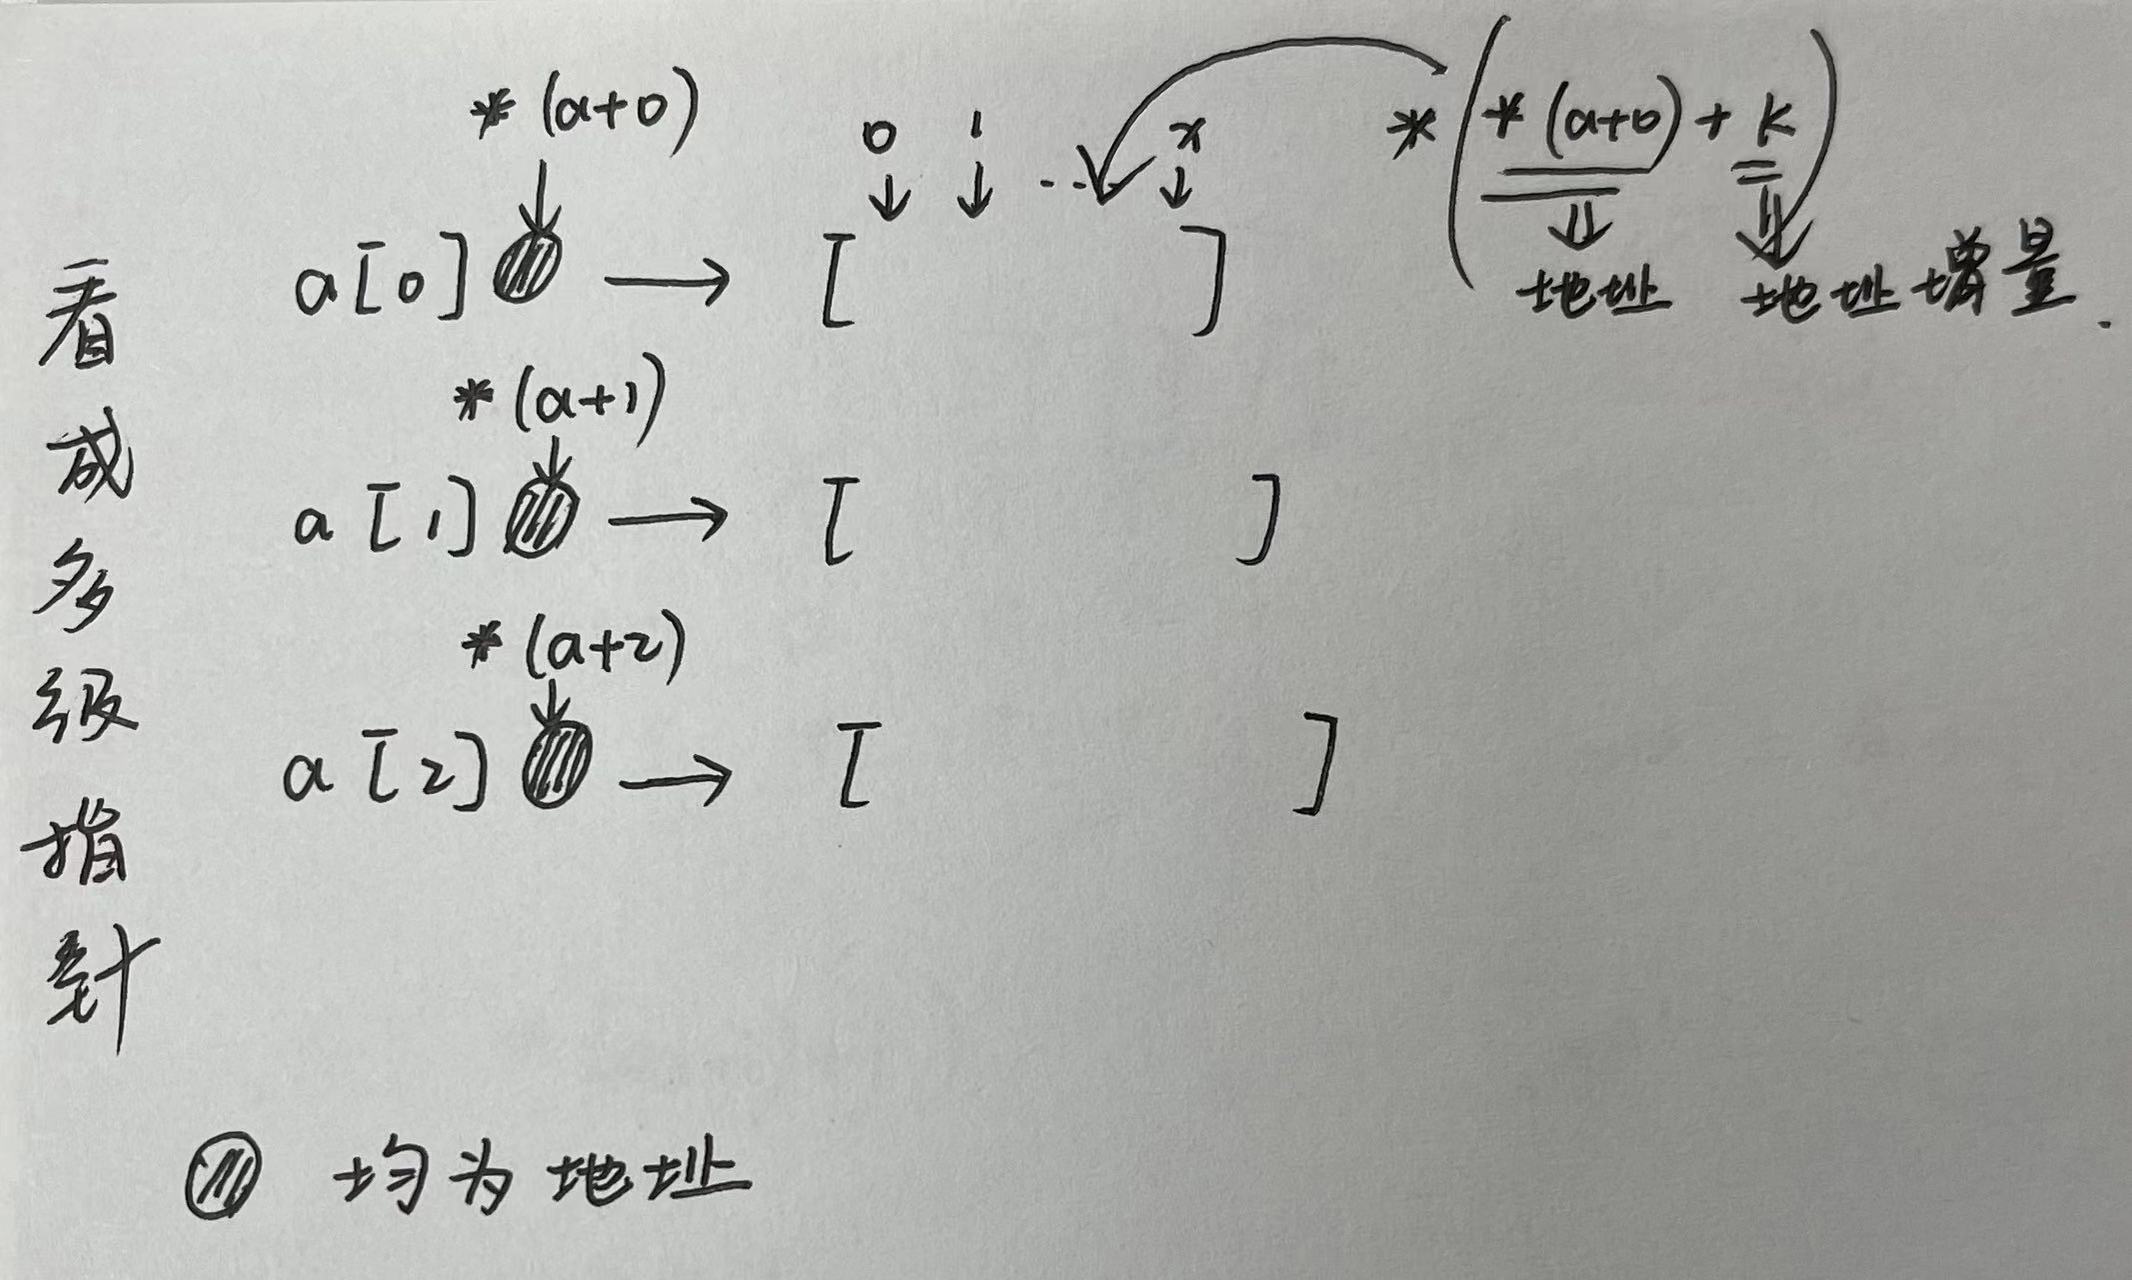 看成多级指针
*(a+0)
0 1 ... x
*(*(a+0)+k)
地址 地址增量.
a[0] → [ ]
*(a+1)
a[1] → [ ]
*(a+2)
a[2] → [ ]
均为地址